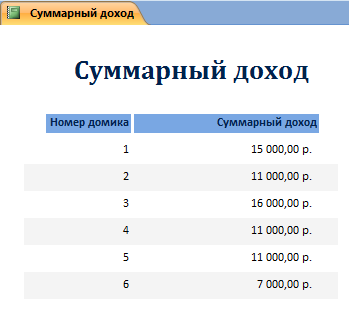 Суммарный доход
Суммарный доход
Номер домика Суммарный доход
1 15 000,00 р.
2 11 000,00 р.
3 16 000,00 р.
4 11 000,00 р.
5 11 000,00 р.
6 7 000,00 р.